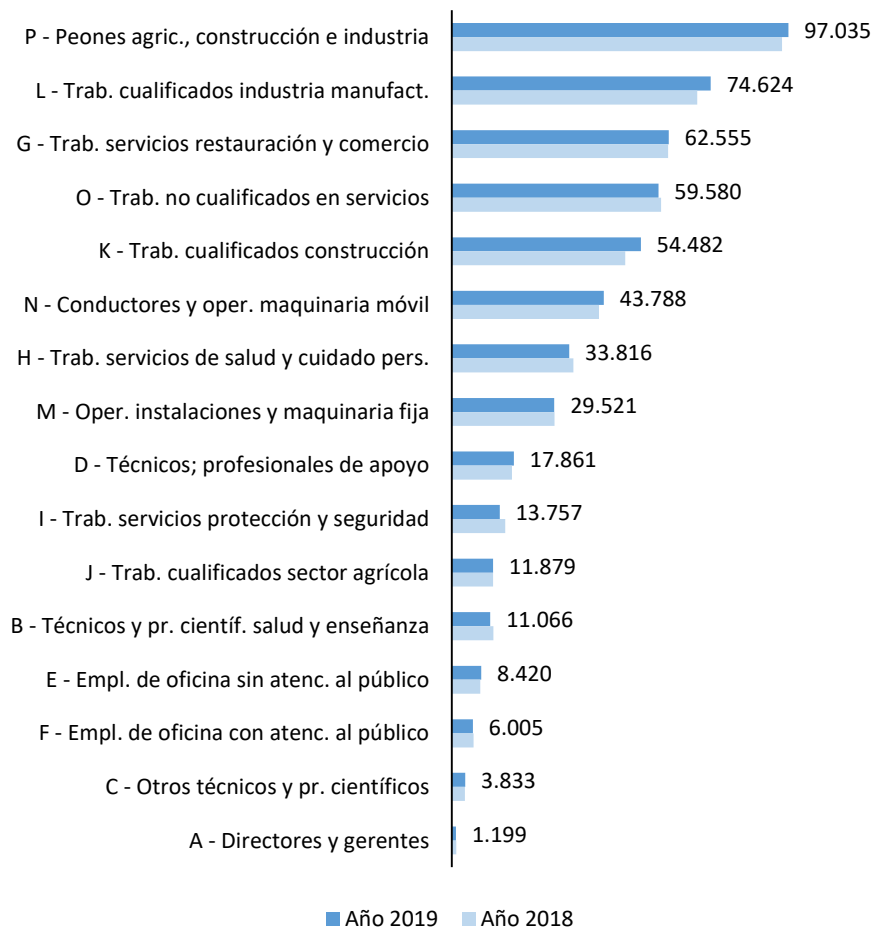 P - Peones agric., construcción e industria 97.035
L - Trab. cualificados industria manufact. 74.624
G - Trab. servicios restauración y comercio 62.555
O - Trab. no cualificados en servicios 59.580
K - Trab. cualificados construcción 54.482
N - Conductores y oper. maquinaria móvil 43.788
H - Trab. servicios de salud y cuidado pers. 33.816
M - Oper. instalaciones y maquinaria fija 29.521
D - Técnicos; profesionales de apoyo 17.861
I - Trab. servicios protección y seguridad 13.757
J - Trab. cualificados sector agrícola 11.879
B - Técnicos y pr. científ. salud y enseñanza 11.066
E - Empl. de oficina sin atenc. al público 8.420
F - Empl. de oficina con atenc. al público 6.005
C - Otros técnicos y pr. científicos 3.833
A - Directores y gerentes 1.199
Año 2019 Año 2018